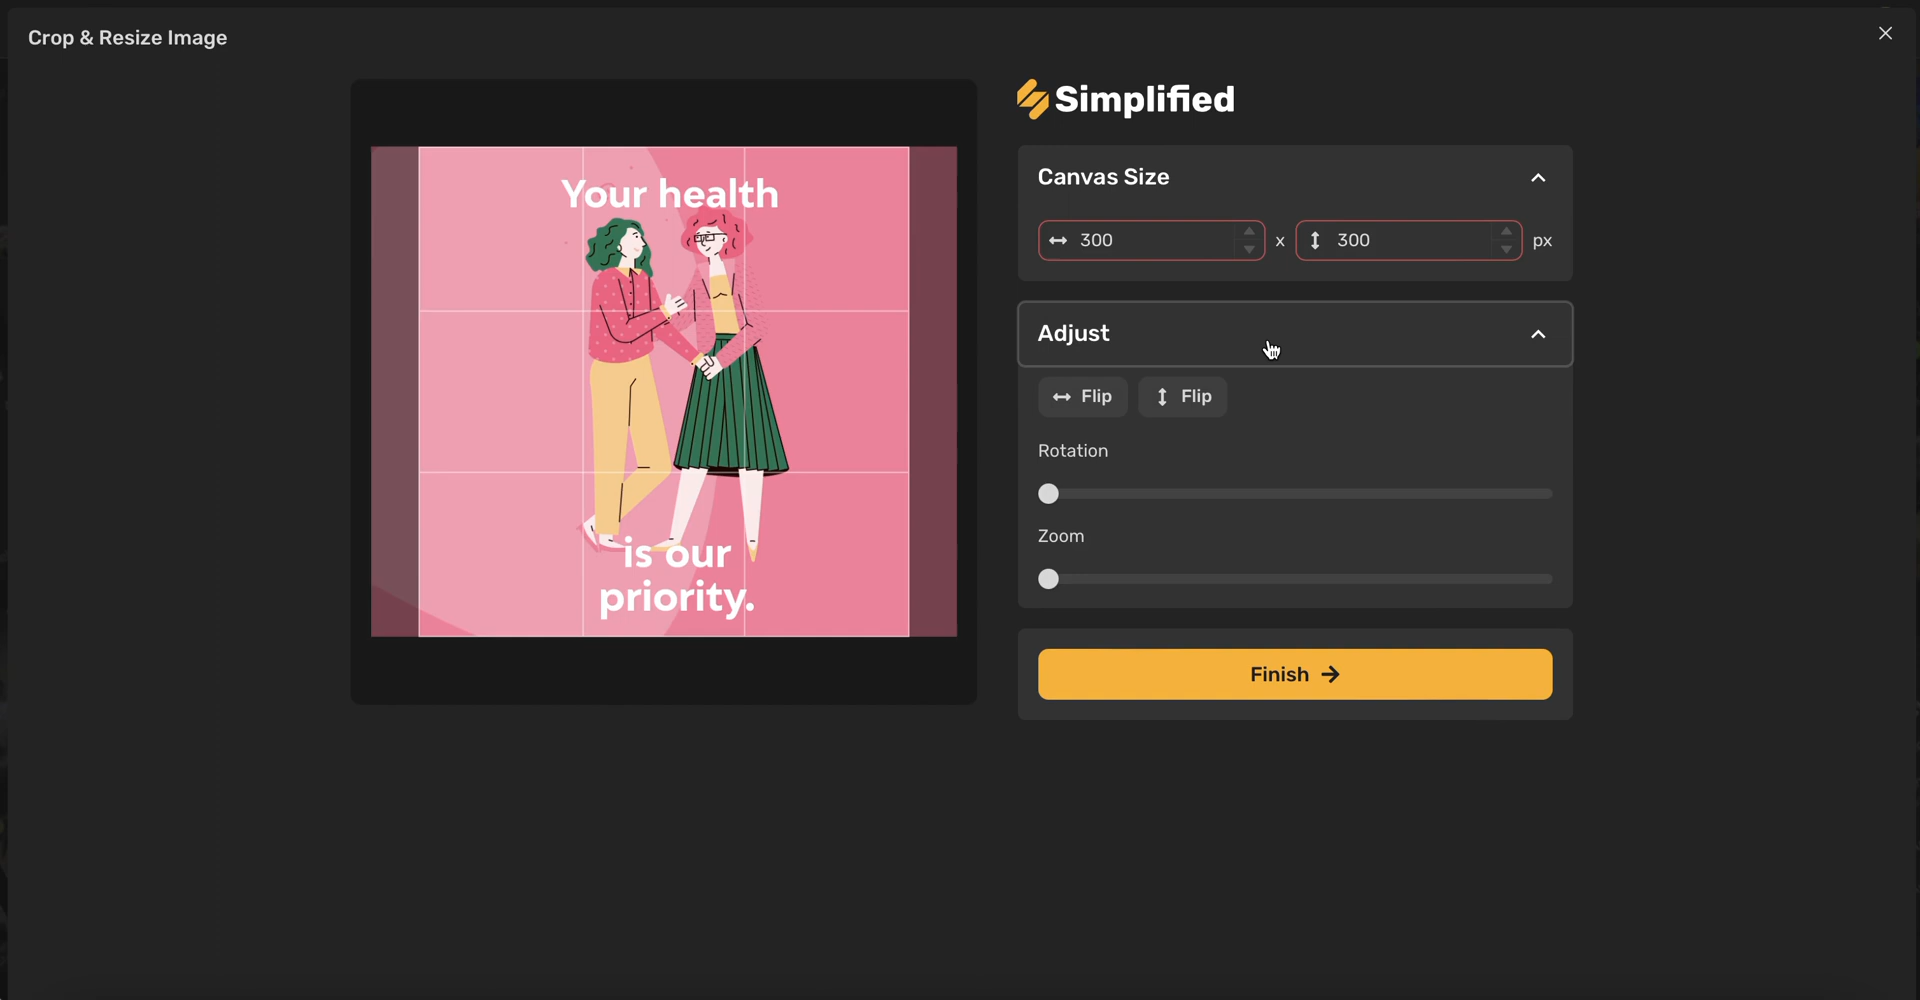 Crop & Resize Image
Simplified
Canvas Size
300 x 300 px
Adjust
Flip Flip
Rotation
Zoom
Finish
Your health
is our
priority.